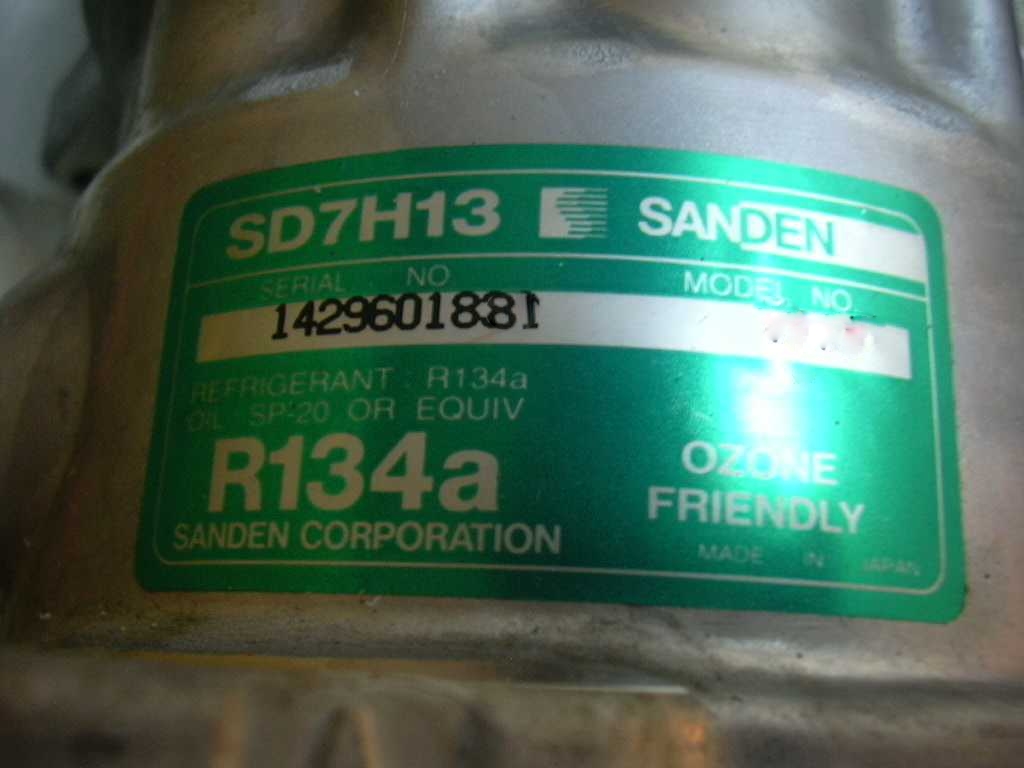 SD7H13 SANDEN
SERIAL NO MODEL NO
1429601881
REFRIGERANT R134a
OIL SP-20 OR EQUIV
R134a
OZONE
FRIENDLY
SANDEN CORPORATION
MADE IN JAPAN